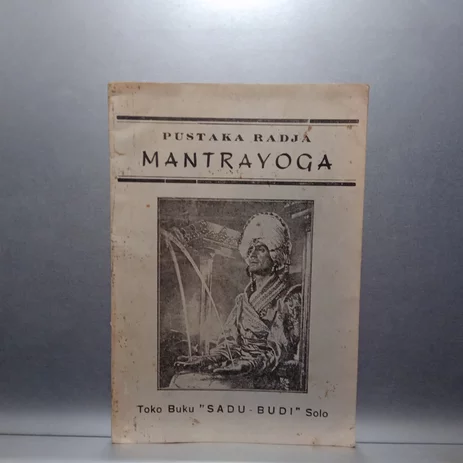 PUSTAKA RADJA
MANTRAYOGA
Toko Buku "SADU - BUDI" Solo